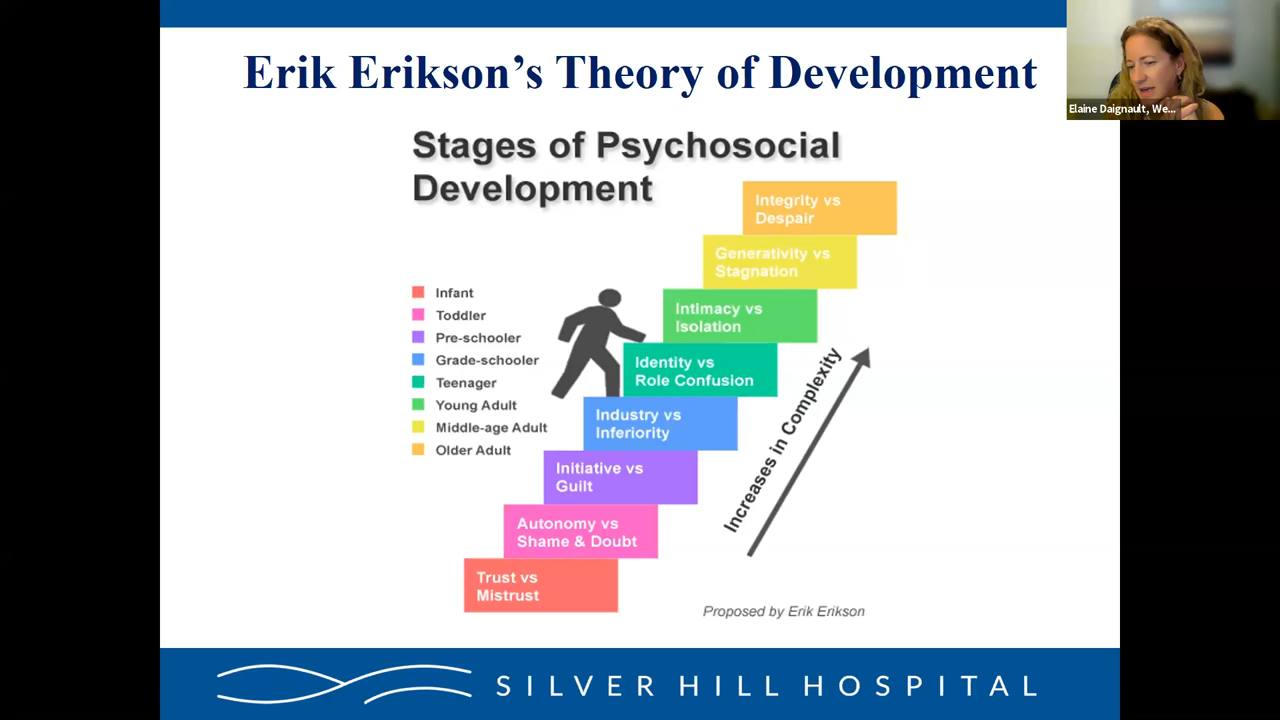 Erik Erikson's Theory of Development
Elaine Daignault, We...
Stages of Psychosocial
Development
Integrity vs
Despair
Generativity vs
Stagnation
Intimacy vs
Isolation
Identity vs
Role Confusion
Industry vs
Inferiority
Initiative vs
Guilt
Autonomy vs
Shame & Doubt
Trust vs
Mistrust
Infant
Toddler
Pre-schooler
Grade-schooler
Teenager
Young Adult
Middle-age Adult
Older Adult
Increases in Complexity
Proposed by Erik Erikson
SILVER HILL HOSPITAL